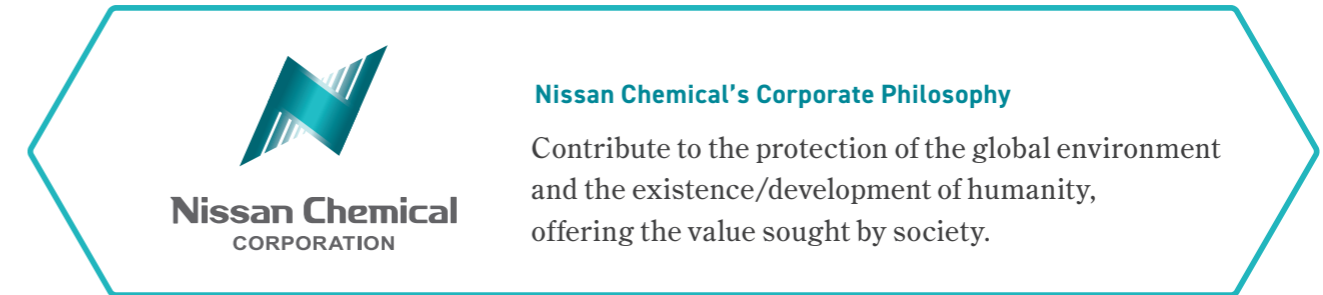 Nissan Chemical
CORPORATION
Nissan Chemical's Corporate Philosophy
Contribute to the protection of the global environment
and the existence/development of humanity,
offering the value sought by society.